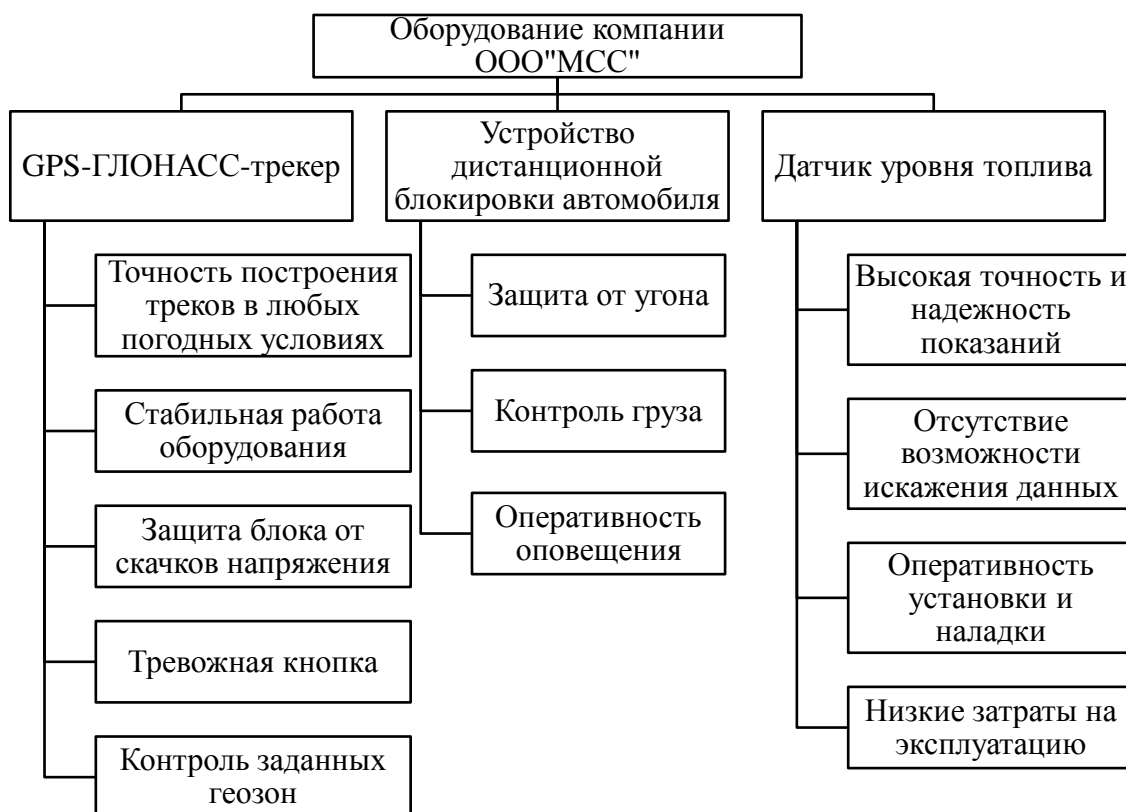 Оборудование компании
ООО"МСС"
GPS-ГЛОНАСС-трекер
Точность построения
треков в любых
погодных условиях
Стабильная работа
оборудования
Защита блока от
скачков напряжения
Тревожная кнопка
Контроль заданных
геозон
Устройство
дистанционной
блокировки автомобиля
Защита от угона
Контроль груза
Оперативность
оповещения
Датчик уровня топлива
Высокая точность и
надежность
показаний
Отсутствие
возможности
искажения данных
Оперативность
установки и
наладки
Низкие затраты на
эксплуатацию